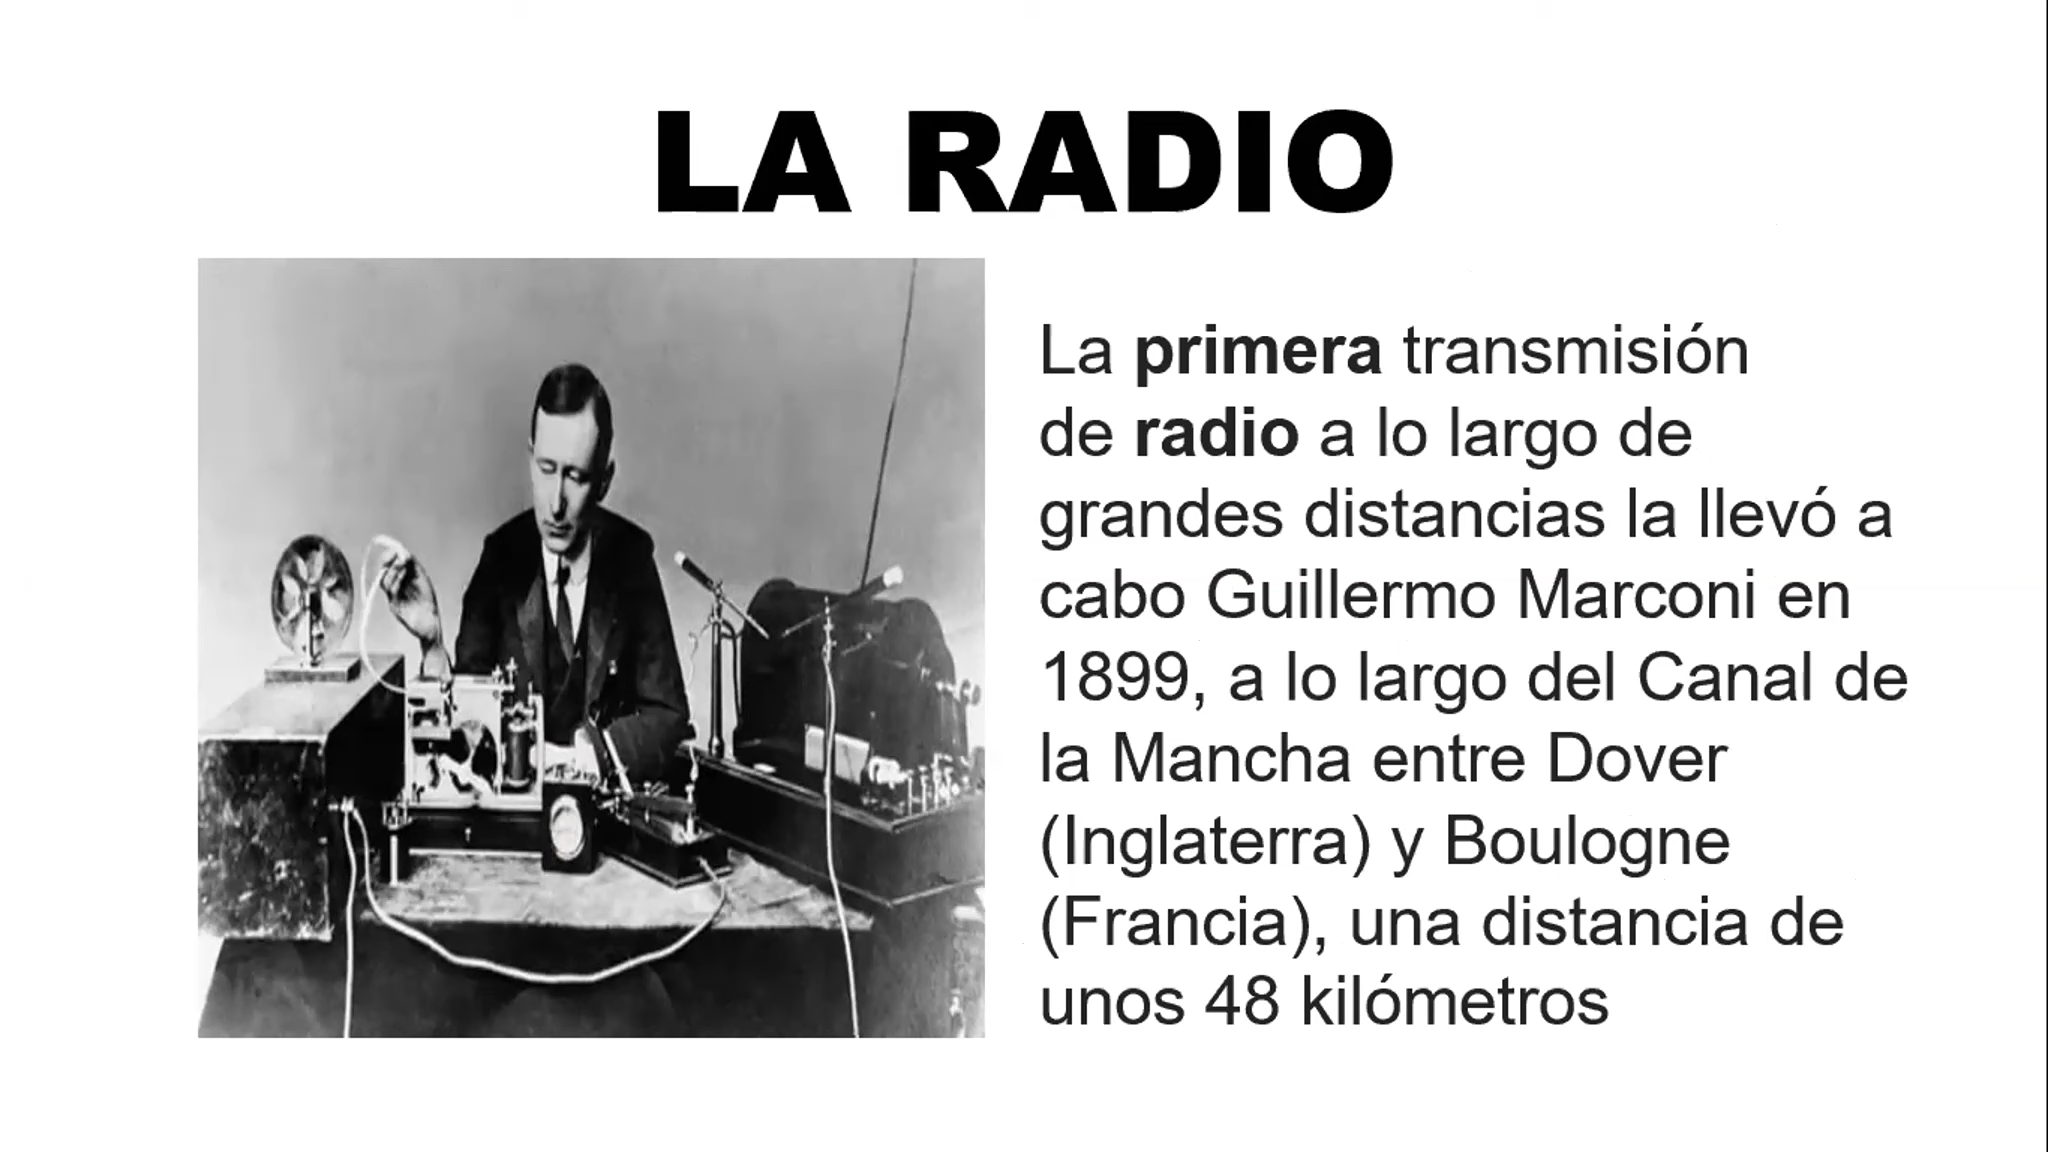 LA RADIO
La primera transmisión
de radio a lo largo de
grandes distancias la llevó a
cabo Guillermo Marconi en
1899, a lo largo del Canal de
la Mancha entre Dover
(Inglaterra) y Boulogne
(Francia), una distancia de
unos 48 kilómetros